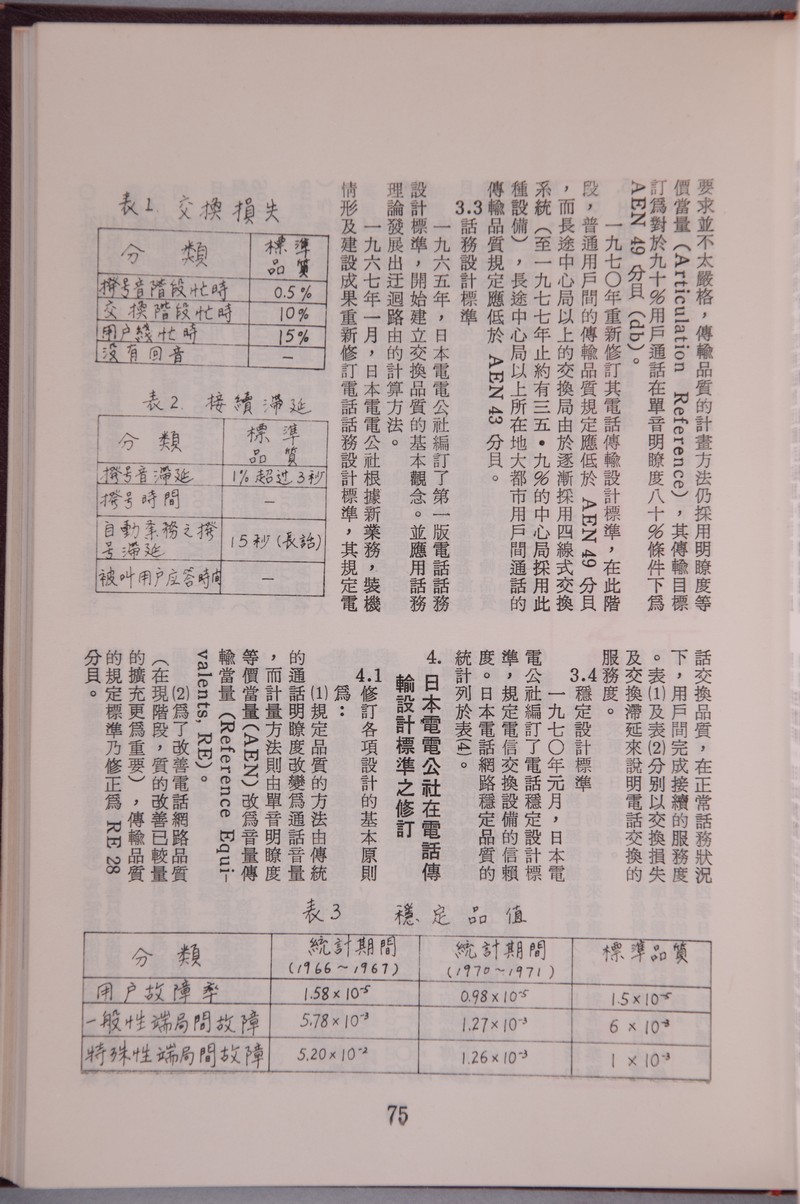 要求並不太嚴格，傳輸品質的計畫方法仍採用明瞭度等
價當量（Articulation Reference），其傳輸目標
訂爲對於九十％用戶通話在單音明瞭度八十％條件下爲
AEN 49 分貝（db）。
一九七〇年重新修訂其電話傳輸設計標準，在此階
段，普通用戶間的傳輸品質規定應低於 AEN 49 分貝
，而長途中心局以上的交換局由於逐漸採用四線式交換
系統（至一九七七年止約有三五•九％的中心局採用此
種設備），長途中心局以上所在地大都市用戶間通話的
傳輸品質規定應低於 AEN 43 分貝。
3.3話務設計標準
一九六五年，日本電電公社編訂了第一版電話話務
設計標準，開始建立交換品質的基本觀念。並應用話務
理論發展出迂迴路由的計算方法。
一九六七年一月，日本電電公社根據新業務，裝機
情形及建設成果重新修訂電話話務設計標準，其規定電
表1. 交換損失
分類 標準品質
撥号音階段忙時 0.5%
交換階段忙時 10%
用户綫忙時 15%
没有回音 —
表2. 接續滯延
分類 標準品質
撥号音滯延 1%超过3秒
撥号時間 —
自動業務之撥号滯延 15秒(長話)
被叫用户应答時间 —
話交換品質，在正常話務狀況
下，用戶間完成接續的服務度
。表⑴及表⑵分別以交換損失
及交換滯延來說明電話交換的
服務度。
3.4穩定設計標準
一九七〇年元月，日本電
電公社編訂了電話穩定設計標
準，規定電信交換設備的信賴
度。日本電話網路穩定品質的
統計列於表⑷。
4.日本電電公社在電話傳
輸設計標準之修訂
4.1修訂各項設計的基本原則
爲：
⑴規定品質的方法由傳統
的通話明瞭度改變爲通話音量
，而計量方法則由單音明瞭度
等價當量（AEN）改爲音量傳
輸當量（Reference Equi-
valents, RE）。
⑵爲了改善電話網路品質
（在現階段，質的改善已較量
的擴充更爲重要），傳輸品質
的規定標準乃修正爲 RE 28
分貝。
表3 穩定品值
分類 統計期間(1966～1967) 統計期間(1970～1971) 標準品質
用户故障率 1.58×10⁻⁵ 0.98×10⁻⁵ 1.5×10⁻⁵
一般性端局間故障 5.78×10⁻³ 1.27×10⁻³ 6×10⁻³
特殊性端局間故障 5.20×10⁻² 1.26×10⁻³ 1×10⁻³
75